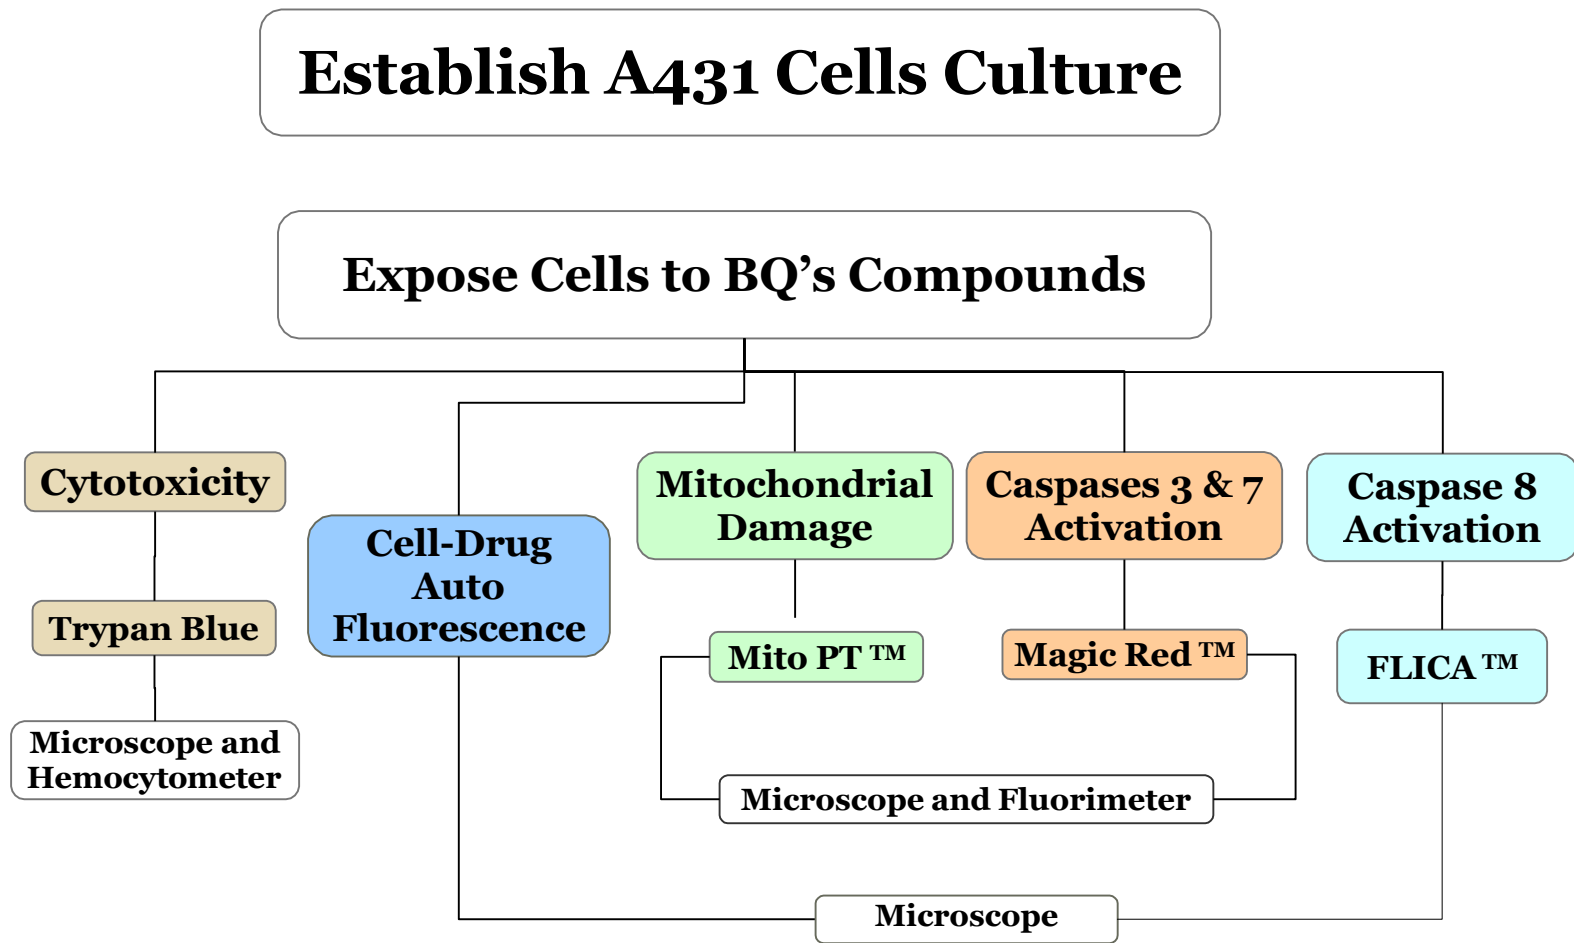 Establish A431 Cells Culture
Expose Cells to BQ’s Compounds
Cytotoxicity
Trypan Blue
Microscope and
Hemocytometer
Cell-Drug
Auto
Fluorescence
Mitochondrial
Damage
Mito PT ™
Caspases 3 & 7
Activation
Magic Red ™
Microscope and Fluorimeter
Caspase 8
Activation
FLICA ™
Microscope